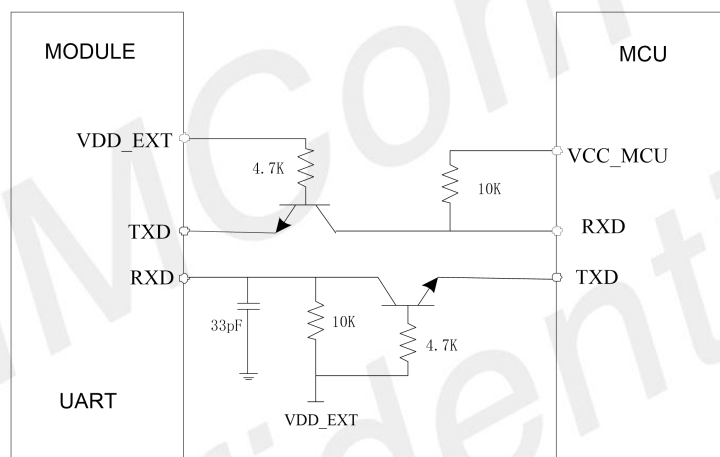 MODULE
MCU
VDD_EXT
VCC_MCU
4.7K
10K
TXD
RXD
RXD
TXD
33pF
10K
4.7K
UART
VDD_EXT